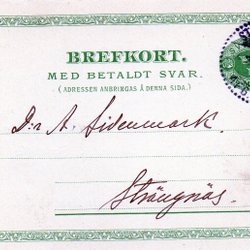 BREFKORT.
MED BETALDT SVAR.
(ADRESSEN ANBRINGAS Å DENNA SIDA.)
D:r A. Sidenmark.
Strängnäs.